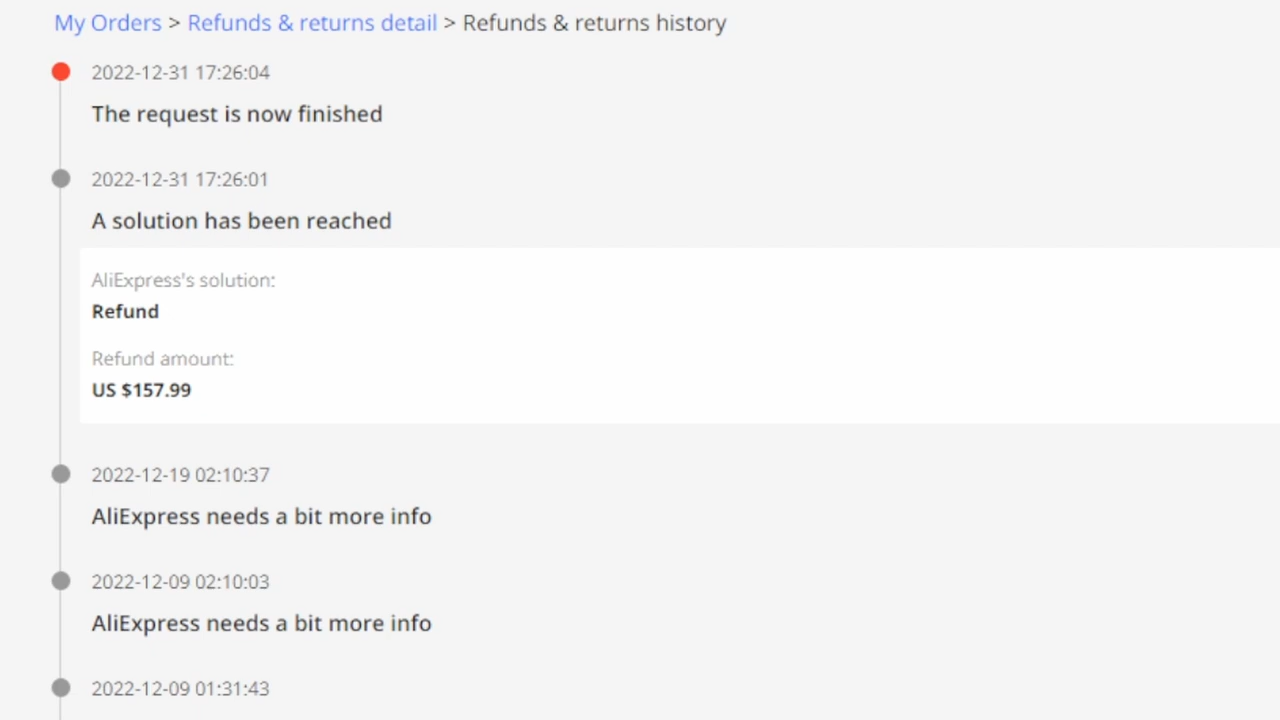 My Orders > Refunds & returns detail > Refunds & returns history
2022-12-31 17:26:04
The request is now finished
2022-12-31 17:26:01
A solution has been reached
AliExpress's solution:
Refund
Refund amount:
US $157.99
2022-12-19 02:10:37
AliExpress needs a bit more info
2022-12-09 02:10:03
AliExpress needs a bit more info
2022-12-09 01:31:43